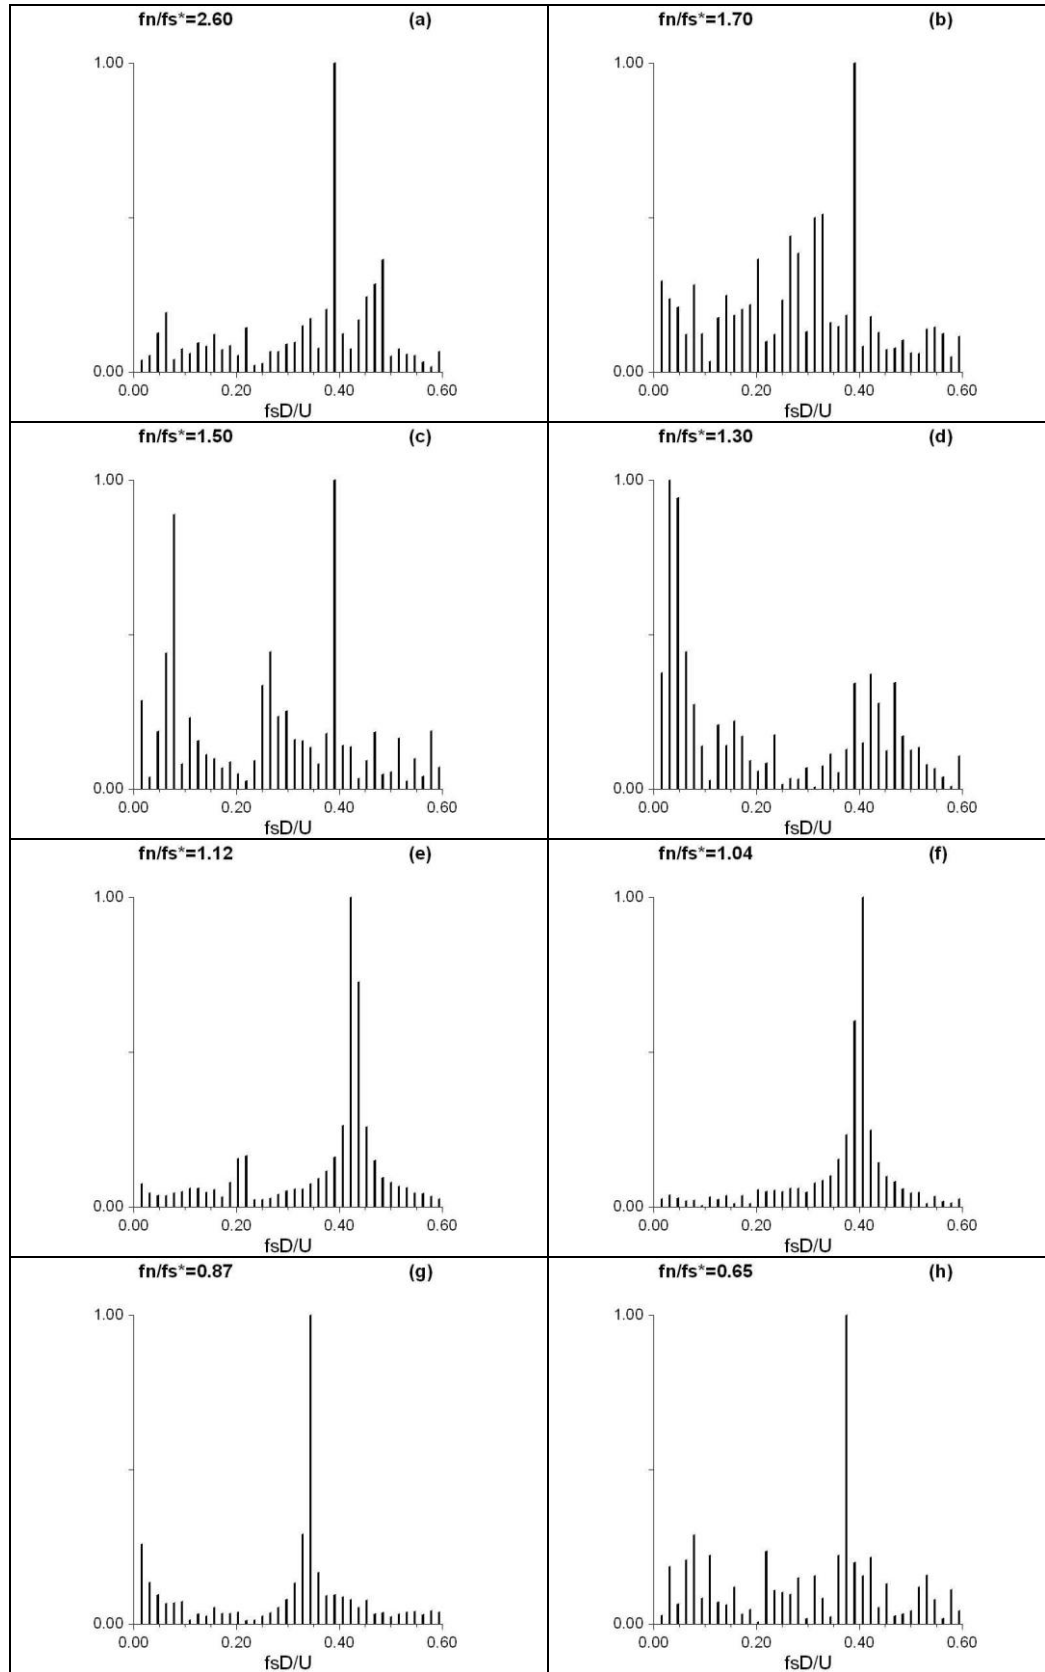 fn/fs*=2.60 (a)
1.00
0.00
0.00 0.20 0.40 0.60
fsD/U
fn/fs*=1.70 (b)
1.00
0.00
0.00 0.20 0.40 0.60
fsD/U
fn/fs*=1.50 (c)
1.00
0.00
0.00 0.20 0.40 0.60
fsD/U
fn/fs*=1.30 (d)
1.00
0.00
0.00 0.20 0.40 0.60
fsD/U
fn/fs*=1.12 (e)
1.00
0.00
0.00 0.20 0.40 0.60
fsD/U
fn/fs*=1.04 (f)
1.00
0.00
0.00 0.20 0.40 0.60
fsD/U
fn/fs*=0.87 (g)
1.00
0.00
0.00 0.20 0.40 0.60
fsD/U
fn/fs*=0.65 (h)
1.00
0.00
0.00 0.20 0.40 0.60
fsD/U